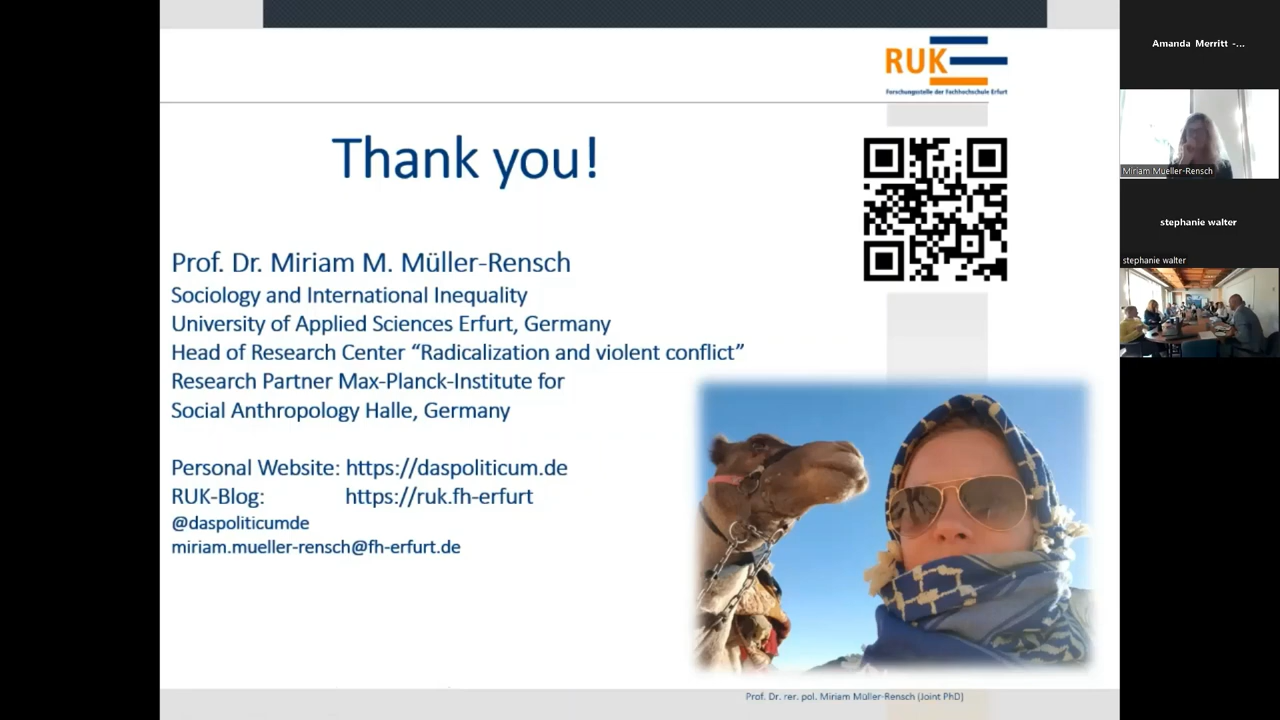 RUK
Forschungsstelle der Fachhochschule Erfurt
Thank you!
Prof. Dr. Miriam M. Müller-Rensch
Sociology and International Inequality
University of Applied Sciences Erfurt, Germany
Head of Research Center “Radicalization and violent conflict”
Research Partner Max-Planck-Institute for
Social Anthropology Halle, Germany
Personal Website: https://daspoliticum.de
RUK-Blog: https://ruk.fh-erfurt
@daspoliticumde
miriam.mueller-rensch@fh-erfurt.de
Prof. Dr. rer. pol. Miriam Müller-Rensch (Joint PhD)
Amanda Merritt -...
Miriam Mueller-Rensch
stephanie walter
stephanie walter